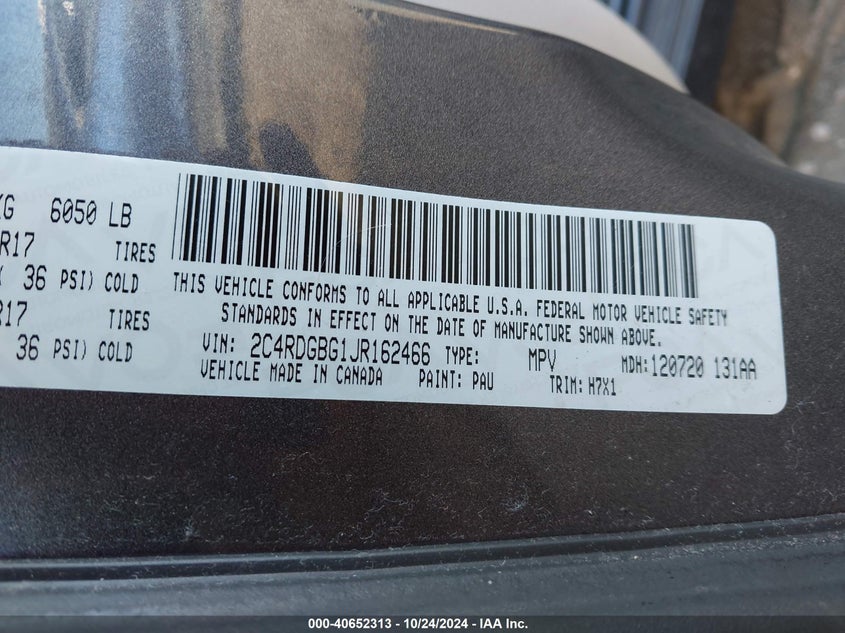 KG 6050 LB
R17 TIRES
36 PSI) COLD
R17 TIRES
36 PSI) COLD
THIS VEHICLE CONFORMS TO ALL APPLICABLE U.S.A. FEDERAL MOTOR VEHICLE SAFETY
STANDARDS IN EFFECT ON THE DATE OF MANUFACTURE SHOWN ABOVE.
VIN: 2C4RDGBG1JR162466 TYPE: MPV MDH:120720 131AA
VEHICLE MADE IN CANADA PAINT: PAU TRIM: H7X1
000-40652313 - 10/24/2024 - IAA Inc.